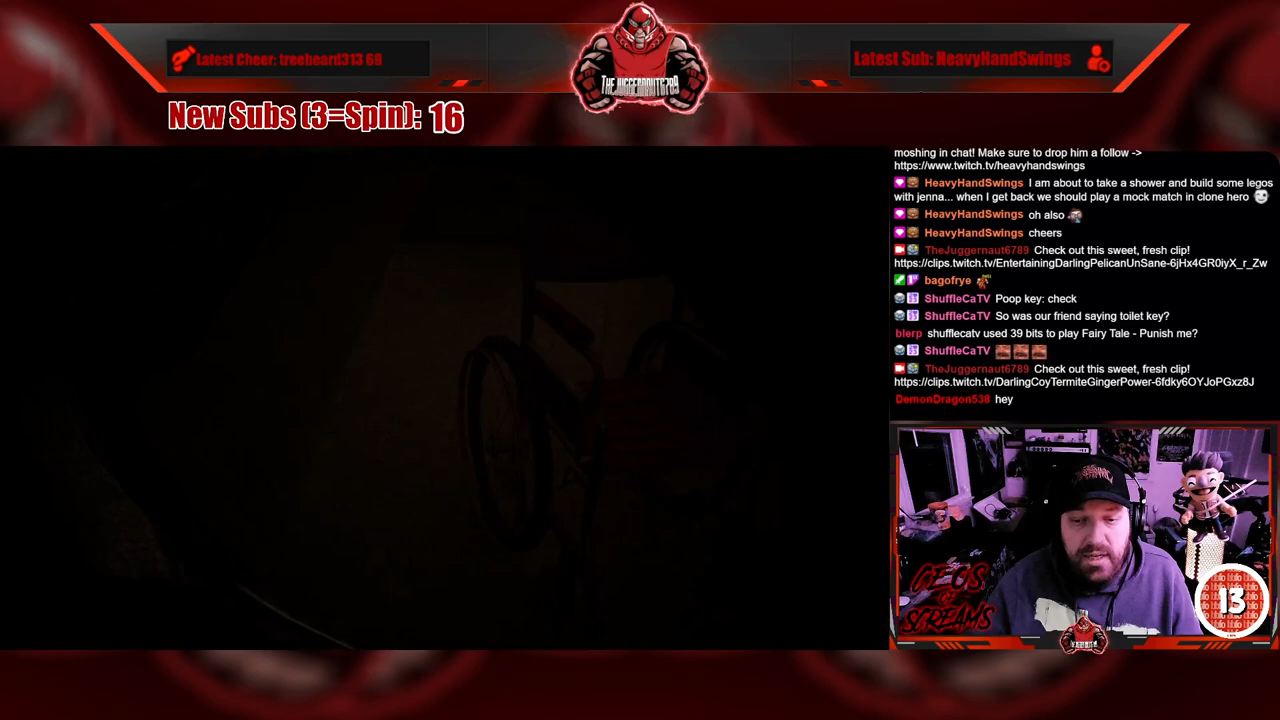 Latest Cheer: treebeard313 69
THEJUGGERNAUT6789
Latest Sub: HeavyHandSwings
New Subs (3=Spin): 16
moshing in chat! Make sure to drop him a follow ->
https://www.twitch.tv/heavyhandswings
HeavyHandSwings I am about to take a shower and build some legos
with jenna... when I get back we should play a mock match in clone hero
HeavyHandSwings oh also
HeavyHandSwings cheers
TheJuggernaut6789 Check out this sweet, fresh clip!
https://clips.twitch.tv/EntertainingDarlingPelicanUnSane-6jHx4GR0iyX_r_Zw
bagofrye
ShuffleCaTV Poop key: check
ShuffleCaTV So was our friend saying toilet key?
blerp shufflecatv used 39 bits to play Fairy Tale - Punish me?
ShuffleCaTV
TheJuggernaut6789 Check out this sweet, fresh clip!
https://clips.twitch.tv/DarlingCoyTermiteGingerPower-6fdky6OYJoPGxz8J
DemonDragon538 hey
SCREAMS
13